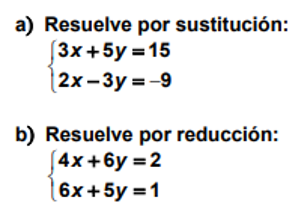 a) Resuelve por sustitución:
3x + 5y = 15
2x – 3y = –9
b) Resuelve por reducción:
4x + 6y = 2
6x + 5y = 1